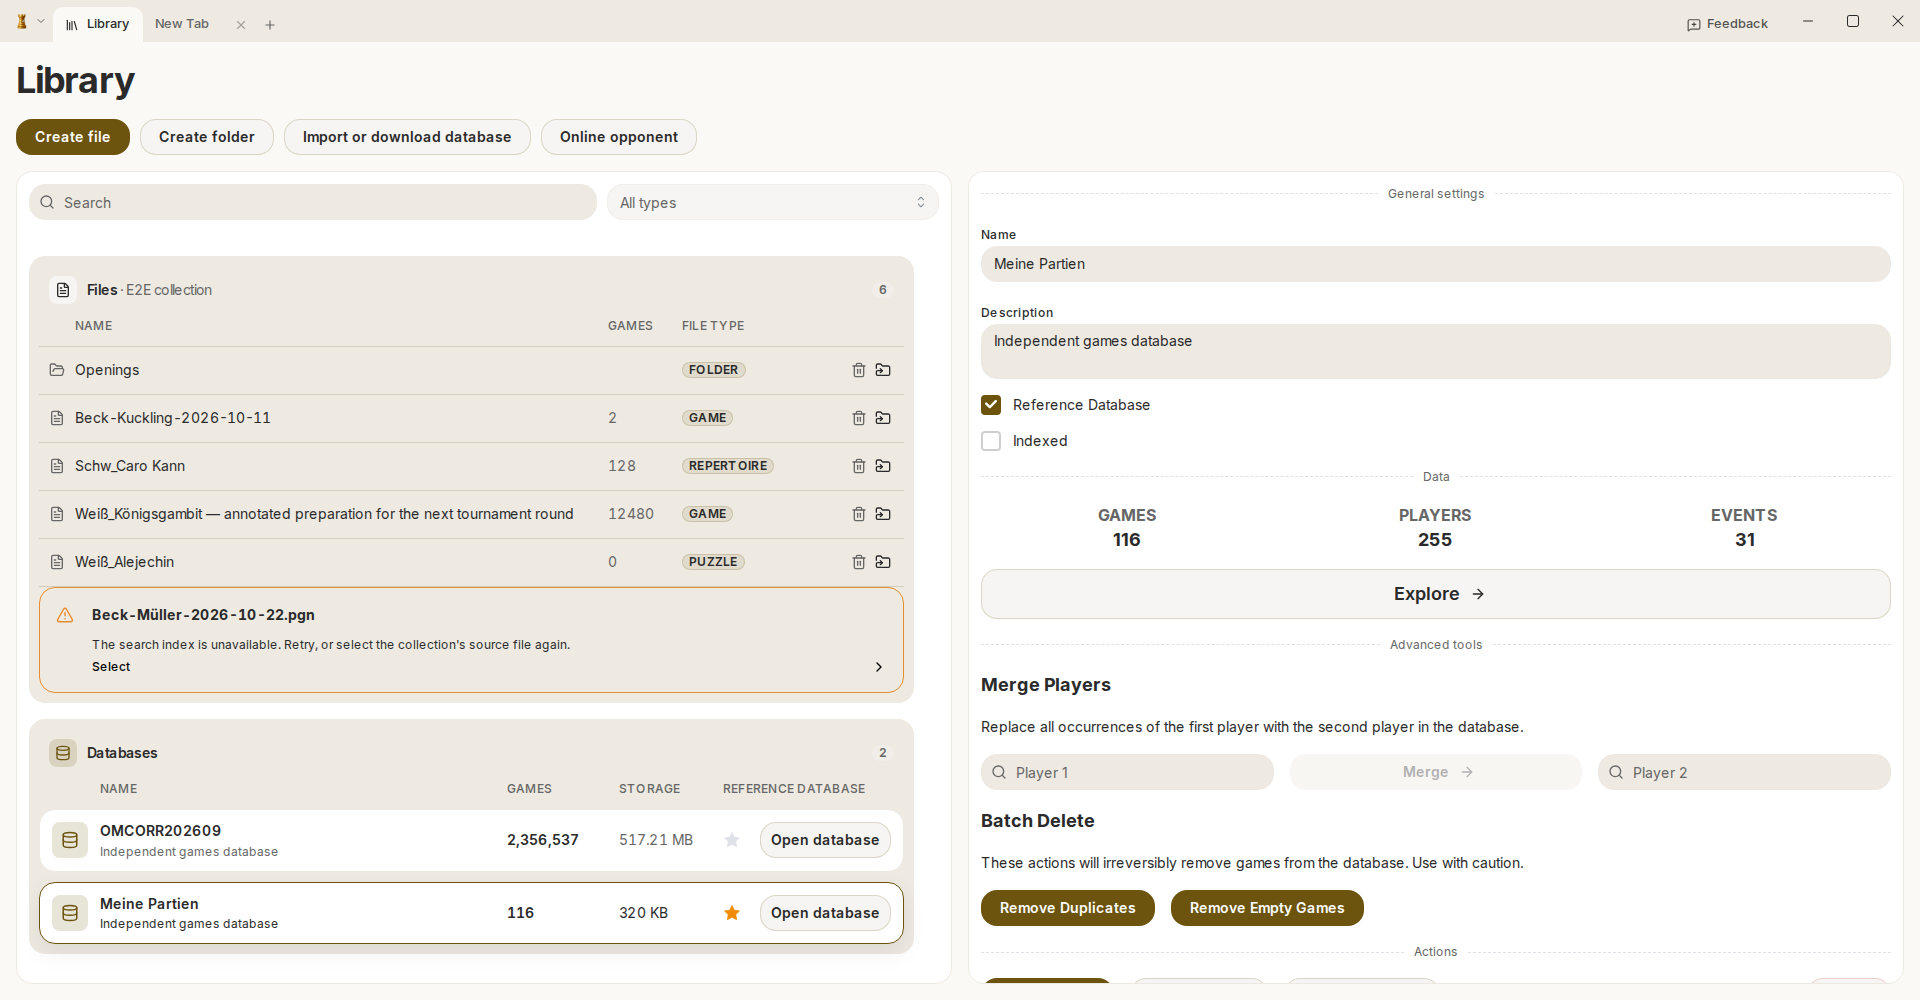 Library
New Tab
Feedback
Library
Create file
Create folder
Import or download database
Online opponent
Search
All types
Files · E2E collection
6
NAME
GAMES
FILE TYPE
Openings
FOLDER
Beck-Kuckling-2026-10-11
2
GAME
Schw_Caro Kann
128
REPERTOIRE
Weiß_Königsgambit — annotated preparation for the next tournament round
12480
GAME
Weiß_Alejechin
0
PUZZLE
Beck-Müller-2026-10-22.pgn
The search index is unavailable. Retry, or select the collection's source file again.
Select
Databases
2
NAME
GAMES
STORAGE
REFERENCE DATABASE
OMCORR202609
Independent games database
2,356,537
517.21 MB
Open database
Meine Partien
Independent games database
116
320 KB
Open database
General settings
Name
Meine Partien
Description
Independent games database
Reference Database
Indexed
Data
GAMES
PLAYERS
EVENTS
116
255
31
Explore
Advanced tools
Merge Players
Replace all occurrences of the first player with the second player in the database.
Player 1
Merge
Player 2
Batch Delete
These actions will irreversibly remove games from the database. Use with caution.
Remove Duplicates
Remove Empty Games
Actions